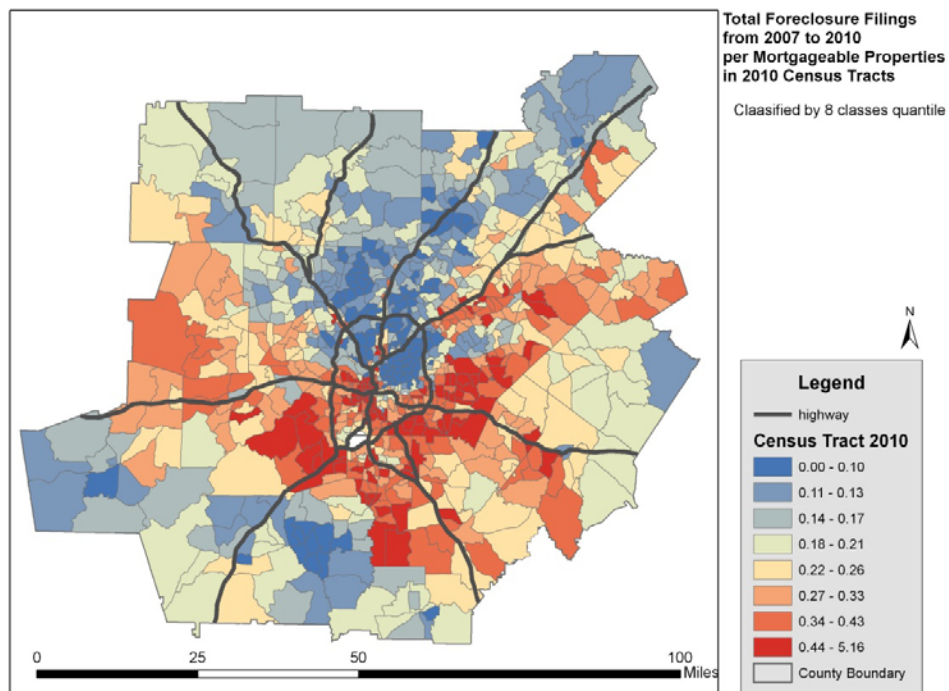 Total Foreclosure Filings
from 2007 to 2010
per Mortgageable Properties
in 2010 Census Tracts
Claasified by 8 classes quantile
N
Legend
highway
Census Tract 2010
0.00 - 0.10
0.11 - 0.13
0.14 - 0.17
0.18 - 0.21
0.22 - 0.26
0.27 - 0.33
0.34 - 0.43
0.44 - 5.16
County Boundary
0 25 50 100
Miles